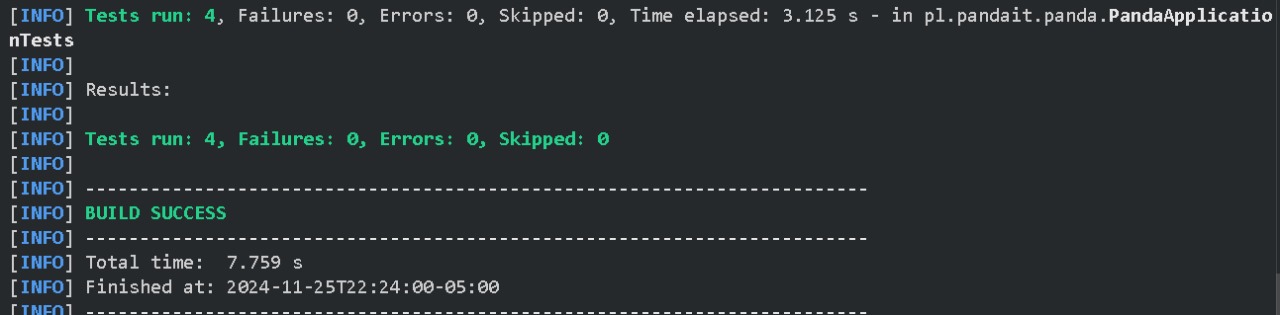 [INFO] Tests run: 4, Failures: 0, Errors: 0, Skipped: 0, Time elapsed: 3.125 s - in pl.pandait.panda.PandaApplicatio
nTests
[INFO]
[INFO] Results:
[INFO]
[INFO] Tests run: 4, Failures: 0, Errors: 0, Skipped: 0
[INFO]
[INFO] ------------------------------------------------------------------------
[INFO] BUILD SUCCESS
[INFO] ------------------------------------------------------------------------
[INFO] Total time:  7.759 s
[INFO] Finished at: 2024-11-25T22:24:00-05:00
[INFO] ------------------------------------------------------------------------